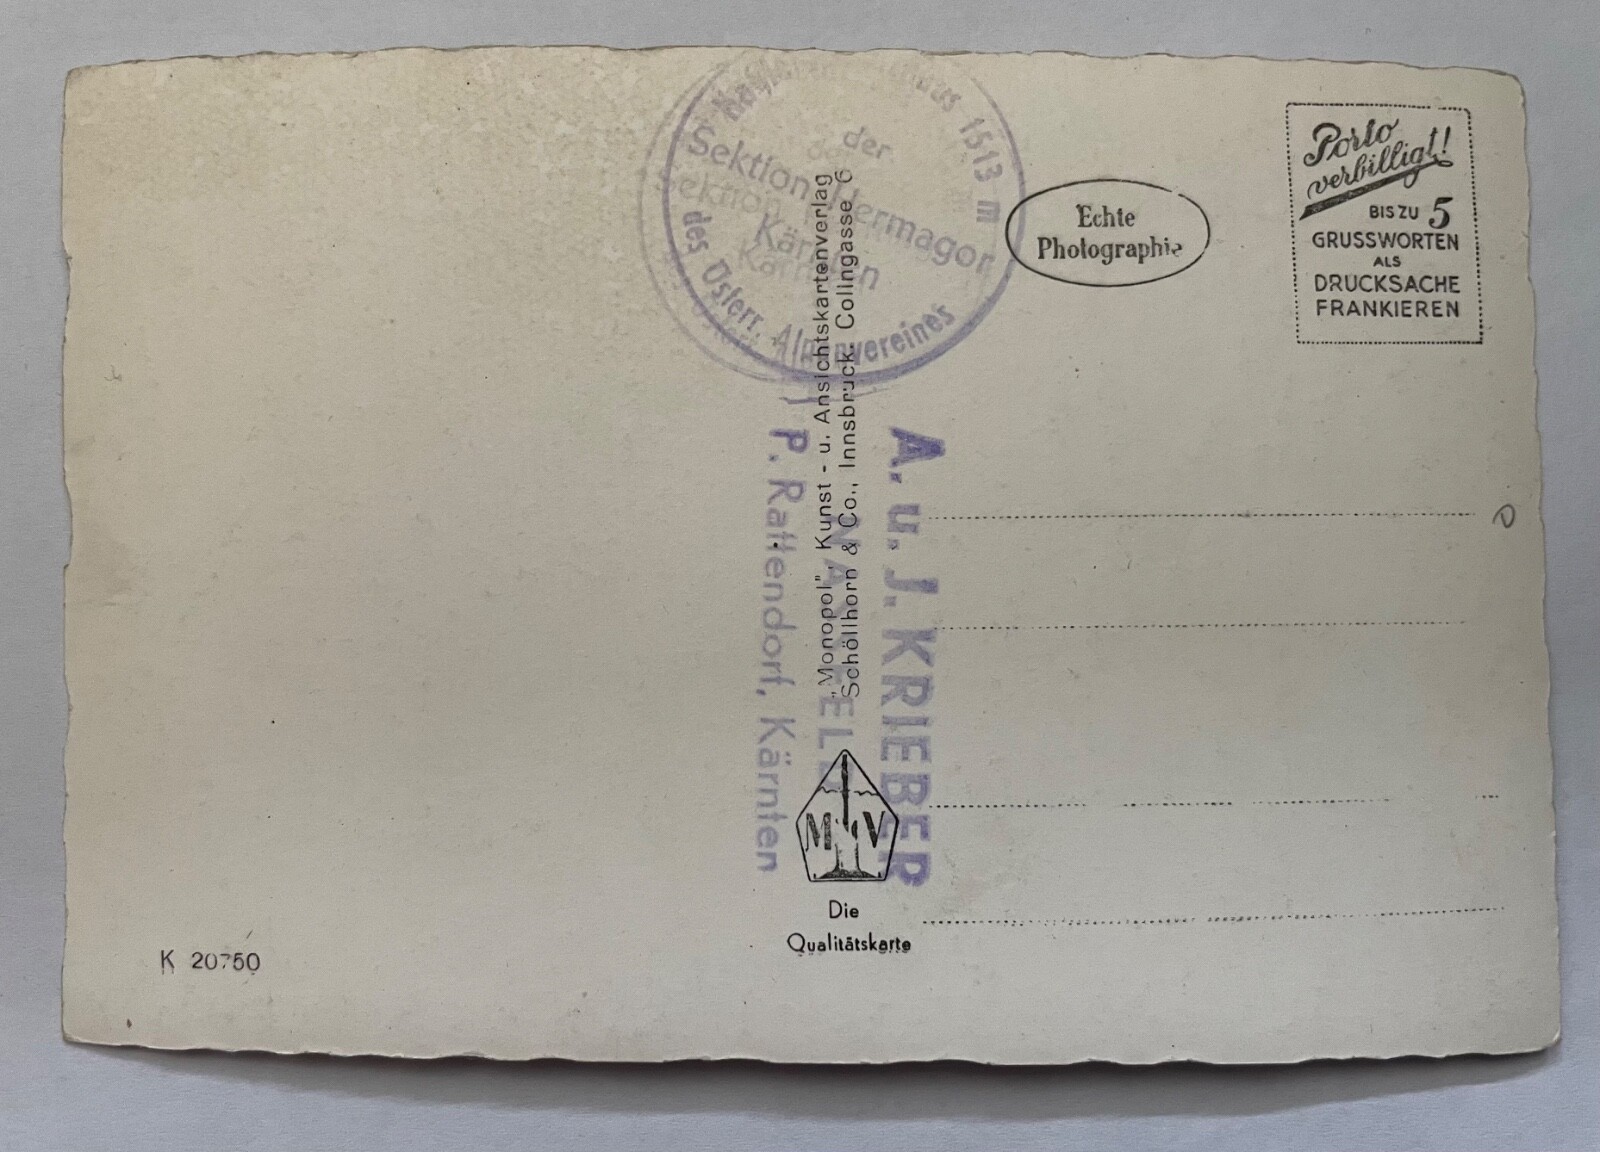 der
Sektion Hermagor
Kärnten
des Österr. Alpenvereines
1513 m
Echte
Photographie
Porto
verbilligt!
BIS ZU 5
GRUSSWORTEN
ALS
DRUCKSACHE
FRANKIEREN
"Monopol", Kunst - u. Ansichtskartenverlag
Schöllhorn & Co., Innsbruck, Collingasse 6
A. u. J. KRIEBER
P. Rattendorf, Kärnten
M V
Die
Qualitätskarte
K 20750